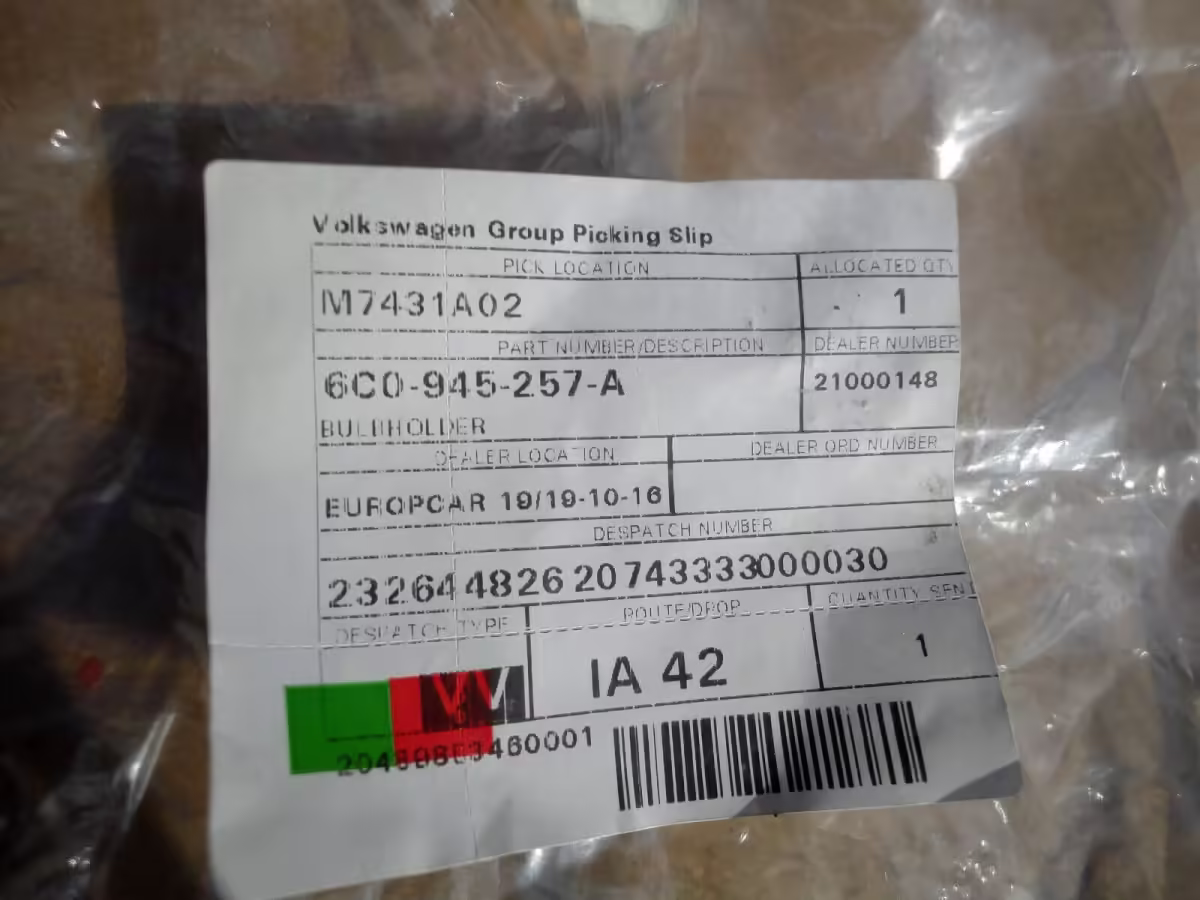 Volkswagen Group Picking Slip
PICK LOCATION
ALLOCATED QTY
M7431A02
1
PART NUMBER/DESCRIPTION
DEALER NUMBER
6C0-945-257-A
21000148
BULBHOLDER
DEALER LOCATION
DEALER ORD NUMBER
EUROPCAR 19/19-10-16
DESPATCH NUMBER
23264482620743333000030
DESPATCH TYPE
ROUTE/DROP
QUANTITY SEN
IA 42
1